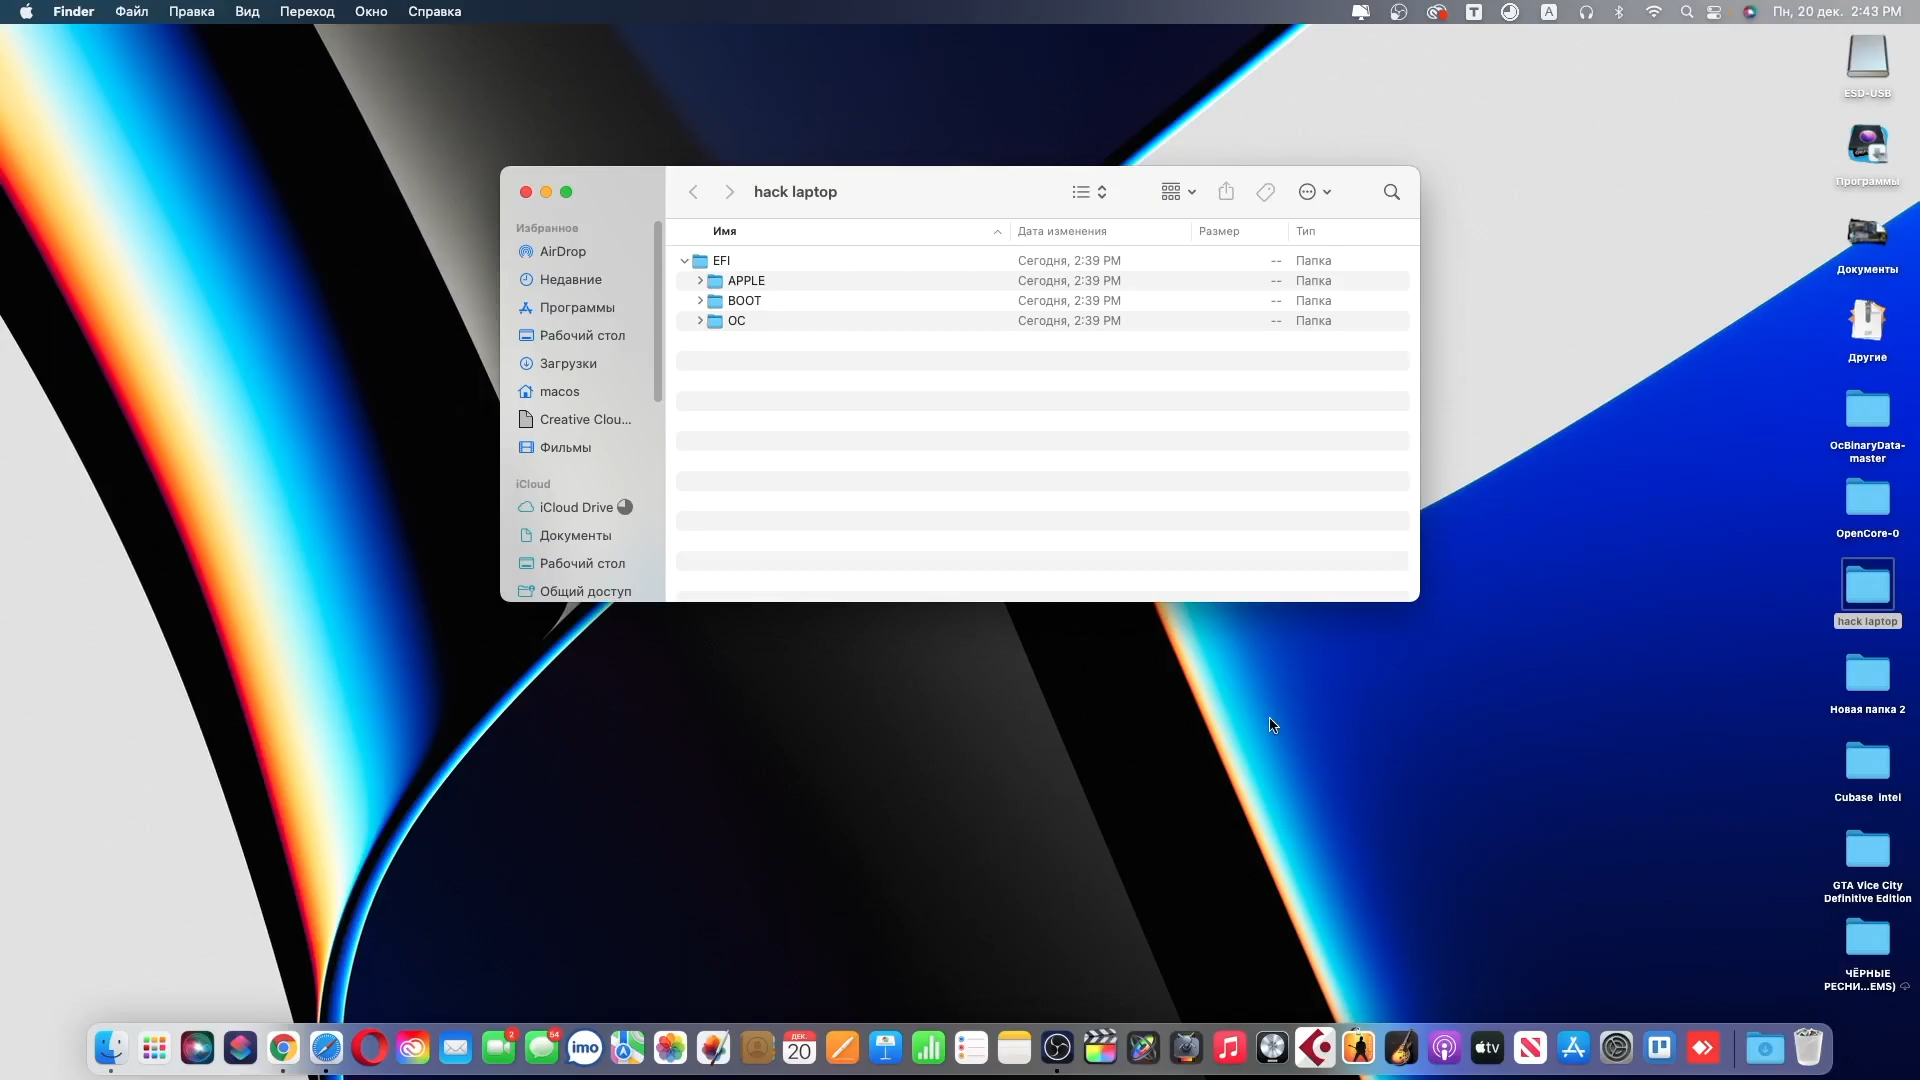 Finder Файл Правка Вид Переход Окно Справка
T A Пн, 20 дек. 2:43 PM
hack laptop
Избранное
AirDrop
Недавние
Программы
Рабочий стол
Загрузки
macos
Creative Clou...
Фильмы
iCloud
iCloud Drive
Документы
Рабочий стол
Общий доступ
Имя Дата изменения Размер Тип
EFI Сегодня, 2:39 PM -- Папка
APPLE Сегодня, 2:39 PM -- Папка
BOOT Сегодня, 2:39 PM -- Папка
OC Сегодня, 2:39 PM -- Папка
ESD-USB
Программы
Документы
Другие
OcBinaryData-
master
OpenCore-0
hack laptop
Новая папка 2
Cubase intel
GTA Vice City
Definitive Edition
ЧЁРНЫЕ
РЕСНИ...EMS)
2
54
imo
ДЕК.
20
tv